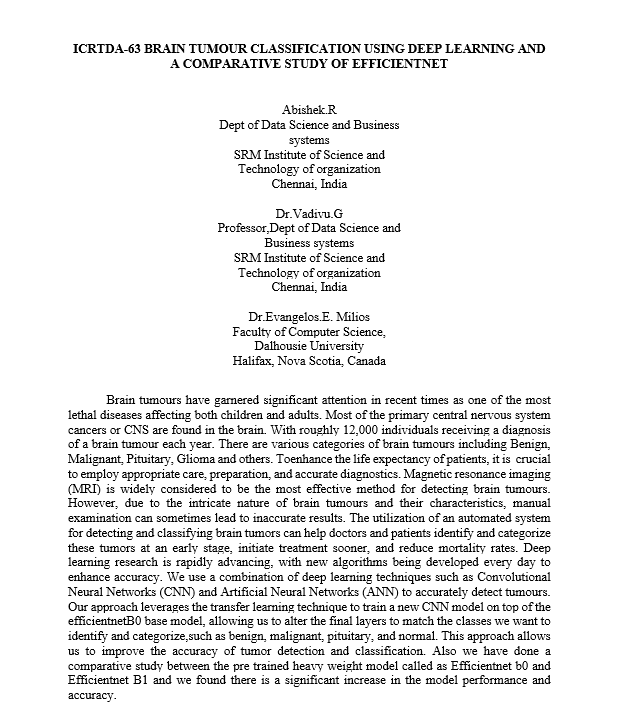 ICRTDA-63 BRAIN TUMOUR CLASSIFICATION USING DEEP LEARNING AND
A COMPARATIVE STUDY OF EFFICIENTNET
Abishek.R
Dept of Data Science and Business
systems
SRM Institute of Science and
Technology of organization
Chennai, India
Dr.Vadivu.G
Professor,Dept of Data Science and
Business systems
SRM Institute of Science and
Technology of organization
Chennai, India
Dr.Evangelos.E. Milios
Faculty of Computer Science,
Dalhousie University
Halifax, Nova Scotia, Canada
Brain tumours have garnered significant attention in recent times as one of the most
lethal diseases affecting both children and adults. Most of the primary central nervous system
cancers or CNS are found in the brain. With roughly 12,000 individuals receiving a diagnosis
of a brain tumour each year. There are various categories of brain tumours including Benign,
Malignant, Pituitary, Glioma and others. Toenhance the life expectancy of patients, it is crucial
to employ appropriate care, preparation, and accurate diagnostics. Magnetic resonance imaging
(MRI) is widely considered to be the most effective method for detecting brain tumours.
However, due to the intricate nature of brain tumours and their characteristics, manual
examination can sometimes lead to inaccurate results. The utilization of an automated system
for detecting and classifying brain tumors can help doctors and patients identify and categorize
these tumors at an early stage, initiate treatment sooner, and reduce mortality rates. Deep
learning research is rapidly advancing, with new algorithms being developed every day to
enhance accuracy. We use a combination of deep learning techniques such as Convolutional
Neural Networks (CNN) and Artificial Neural Networks (ANN) to accurately detect tumours.
Our approach leverages the transfer learning technique to train a new CNN model on top of the
efficientnetB0 base model, allowing us to alter the final layers to match the classes we want to
identify and categorize,such as benign, malignant, pituitary, and normal. This approach allows
us to improve the accuracy of tumor detection and classification. Also we have done a
comparative study between the pre trained heavy weight model called as Efficientnet b0 and
Efficientnet B1 and we found there is a significant increase in the model performance and
accuracy.